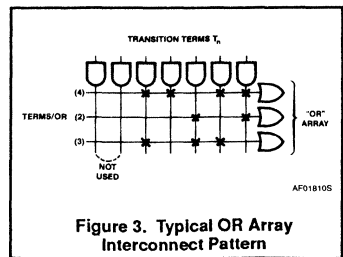 TRANSITION TERMS Tn
(4)
TERMS/OR (2)
(3)
"OR"
ARRAY
NOT
USED
AF01810S
Figure 3. Typical OR Array
Interconnect Pattern